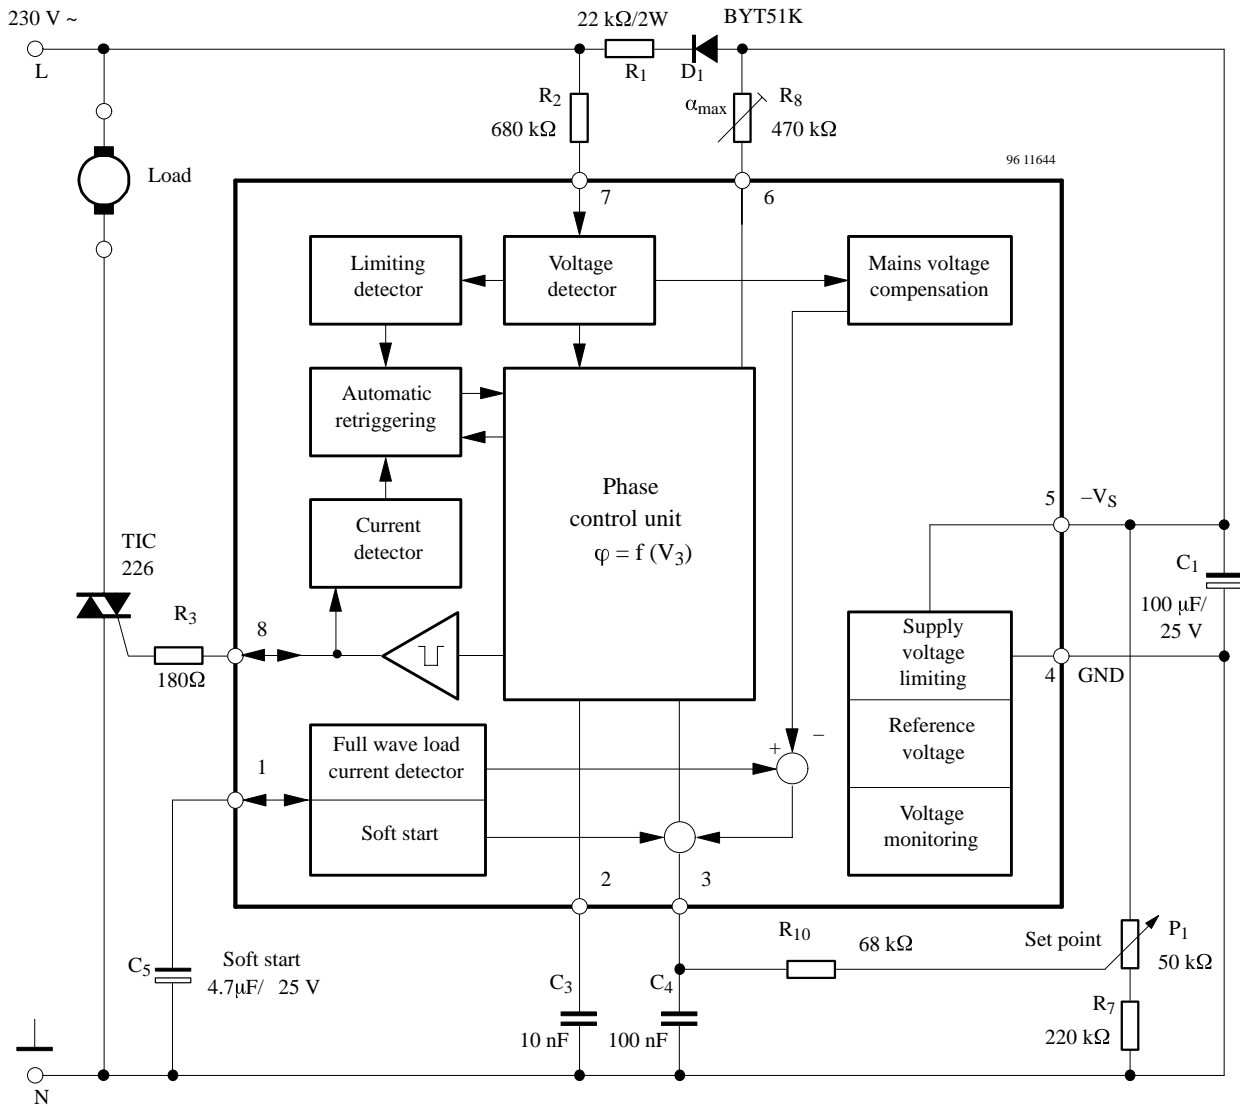 230 V ~
22 kΩ/2W
BYT51K
L
R1
D1
R2
680 kΩ
αmax
R8
470 kΩ
96 11644
Load
7
6
Limiting
detector
Voltage
detector
Mains voltage
compensation
Automatic
retriggering
Phase
control unit
φ = f (V3)
5
–VS
Current
detector
TIC
226
C1
100 μF/
25 V
R3
8
180Ω
Supply
voltage
limiting
4
GND
Reference
voltage
Voltage
monitoring
1
Full wave load
current detector
Soft start
+
–
2
3
R10
68 kΩ
Set point
P1
50 kΩ
C5
Soft start
4.7μF/ 25 V
C3
10 nF
C4
100 nF
R7
220 kΩ
N